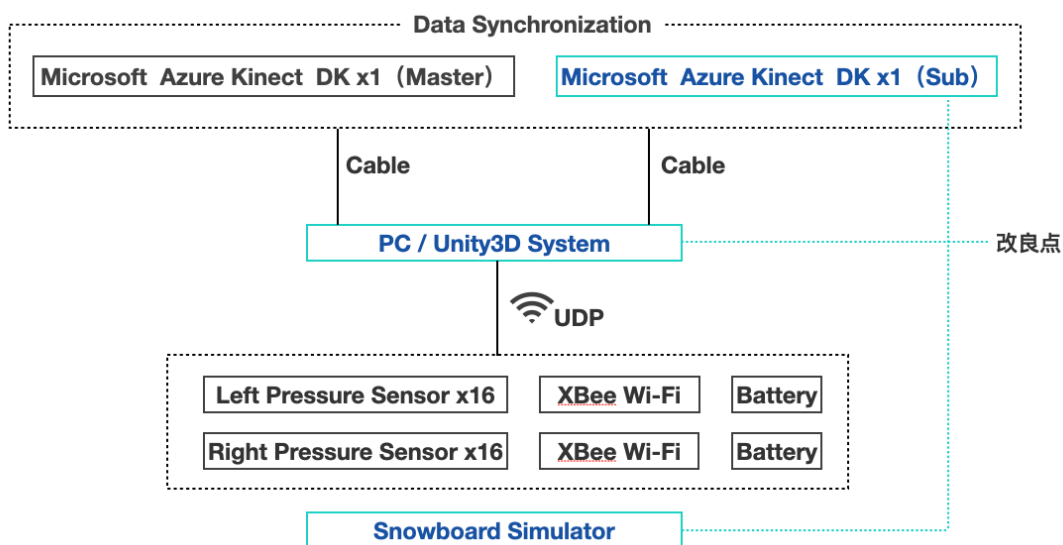 Data Synchronization
Microsoft Azure Kinect DK x1（Master）
Microsoft Azure Kinect DK x1（Sub）
Cable
Cable
PC / Unity3D System
改良点
UDP
Left Pressure Sensor x16
XBee Wi-Fi
Battery
Right Pressure Sensor x16
XBee Wi-Fi
Battery
Snowboard Simulator